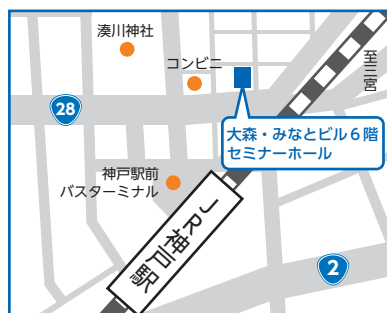 湊川神社
コンビニ
至三宮
28
大森・みなとビル6階
セミナーホール
神戸駅前
バスターミナル
JR神戸駅
2